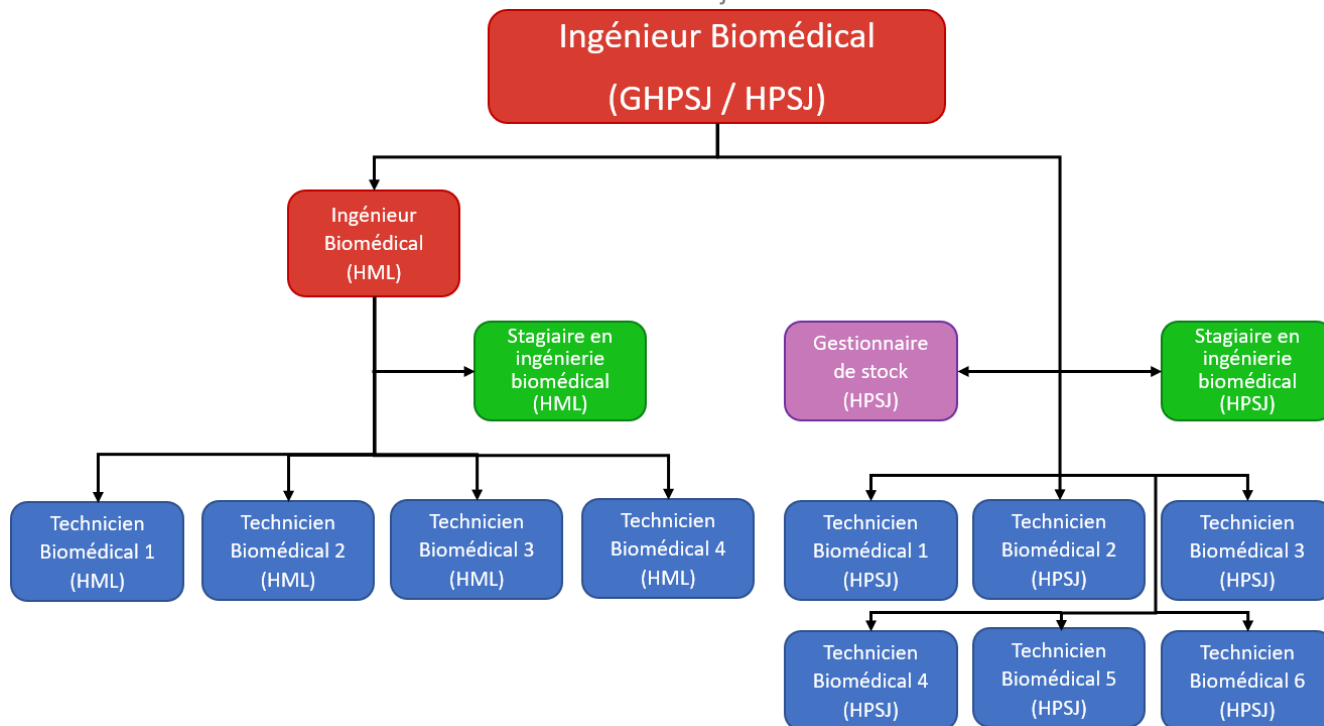 Ingénieur Biomédical
(GHPSJ / HPSJ)
Ingénieur
Biomédical
(HML)
Stagiaire en
ingénierie
biomédical
(HML)
Gestionnaire
de stock
(HPSJ)
Stagiaire en
ingénierie
biomédical
(HPSJ)
Technicien
Biomédical 1
(HML)
Technicien
Biomédical 2
(HML)
Technicien
Biomédical 3
(HML)
Technicien
Biomédical 4
(HML)
Technicien
Biomédical 1
(HPSJ)
Technicien
Biomédical 2
(HPSJ)
Technicien
Biomédical 3
(HPSJ)
Technicien
Biomédical 4
(HPSJ)
Technicien
Biomédical 5
(HPSJ)
Technicien
Biomédical 6
(HPSJ)